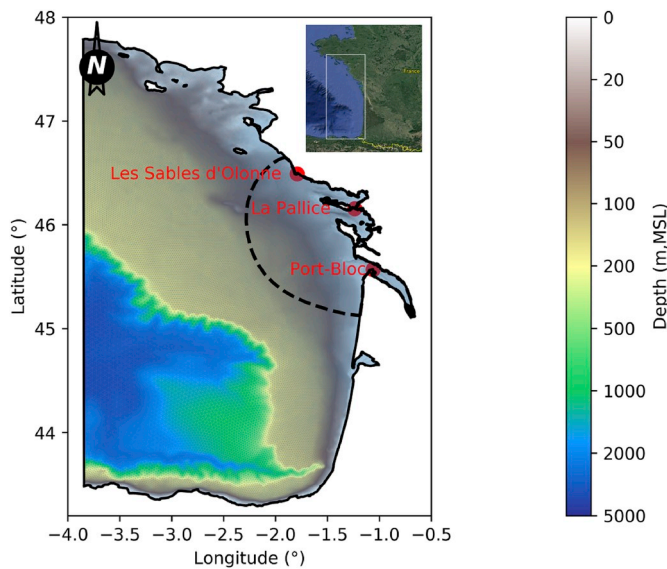 48
47
46
45
44
Latitude (°)
N
Les Sables d'Olonne
La Pallice
Port-Bloc
France
−4.0 −3.5 −3.0 −2.5 −2.0 −1.5 −1.0 −0.5
Longitude (°)
0
20
50
100
200
500
1000
2000
5000
Depth (m,MSL)